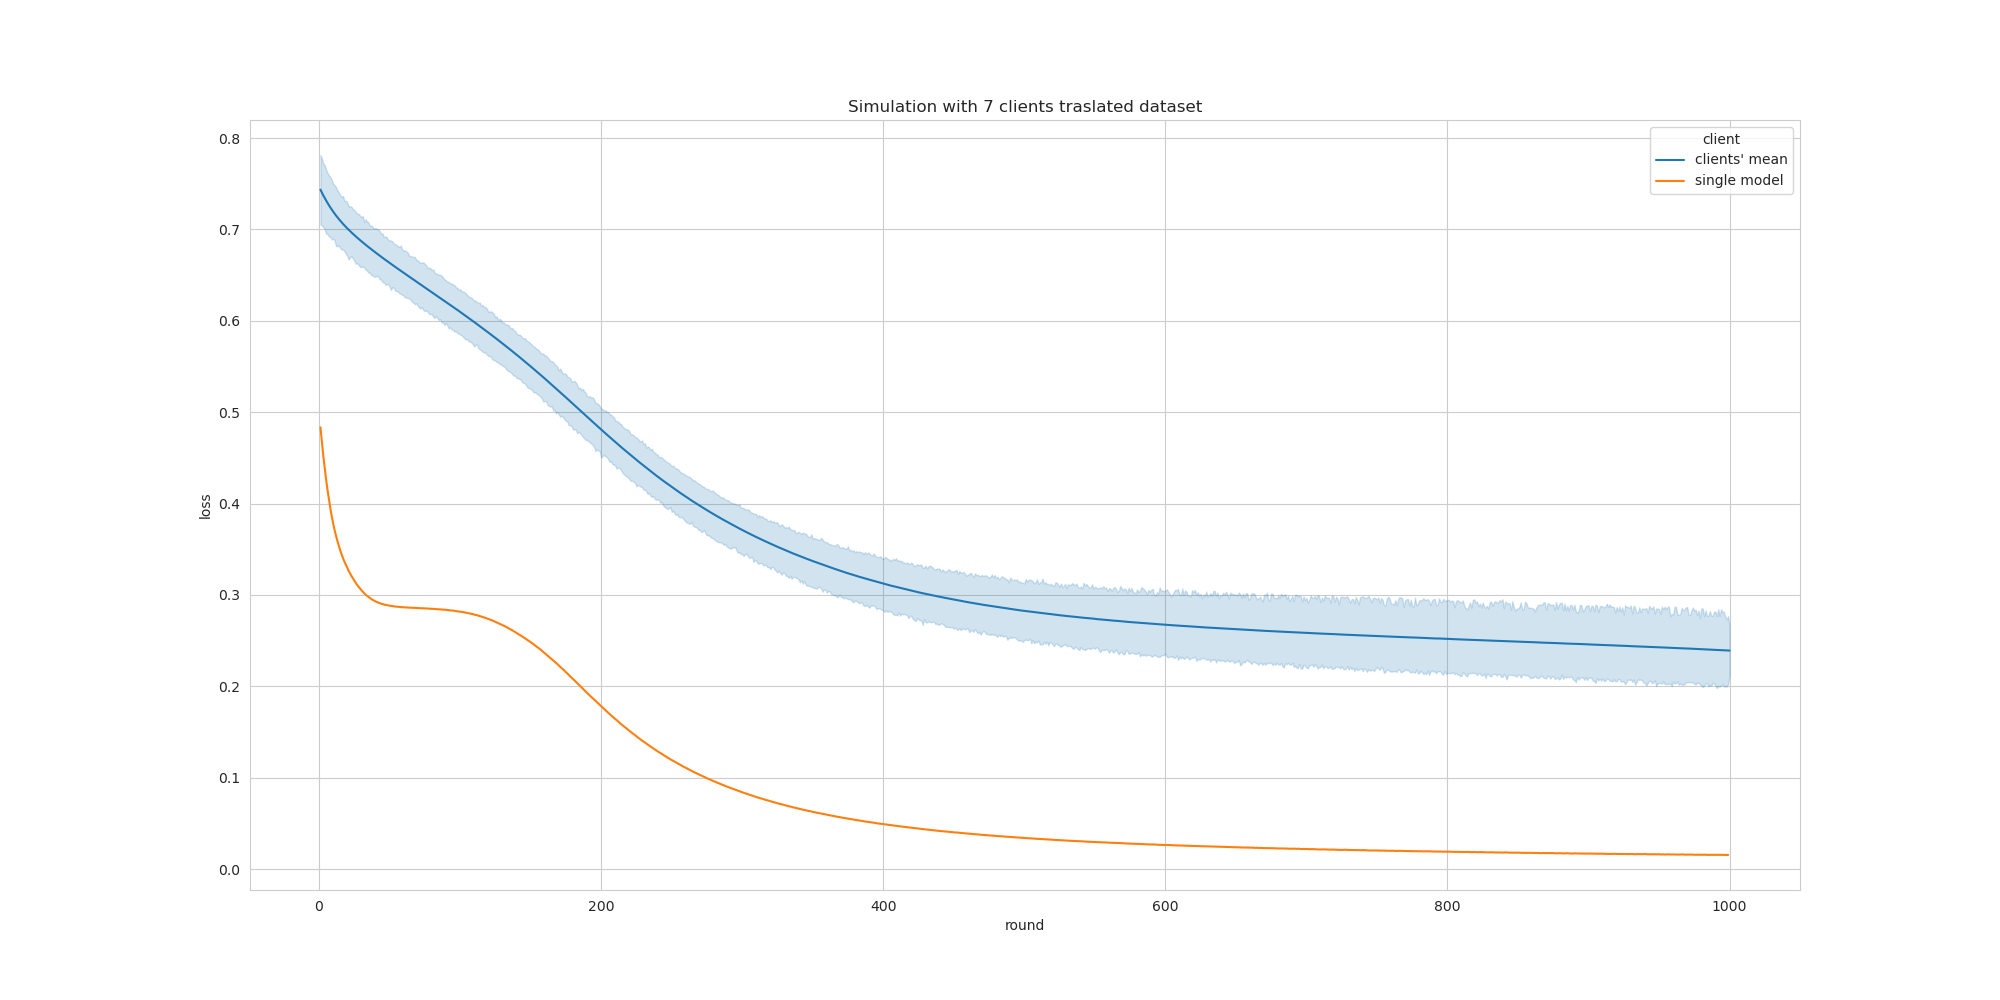 Simulation with 7 clients traslated dataset
client
clients' mean
single model
loss
0.8
0.7
0.6
0.5
0.4
0.3
0.2
0.1
0.0
0 200 400 600 800 1000
round